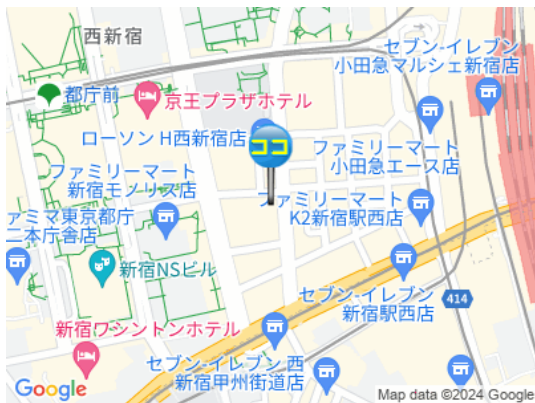 西新宿
セブン-イレブン
小田急マルシェ新宿店
都庁前
京王プラザホテル
ローソン H西新宿店
ココ
ファミリーマート
小田急エース店
ファミリーマート
新宿モノリス店
ファミリーマート
K2新宿駅西店
ァミマ東京都庁
二本庁舎店
新宿NSビル
セブン-イレブン
新宿駅西店
414
新宿ワシントンホテル
セブン-イレブン 西
新宿甲州街道店
Google
Map data ©2024 Google